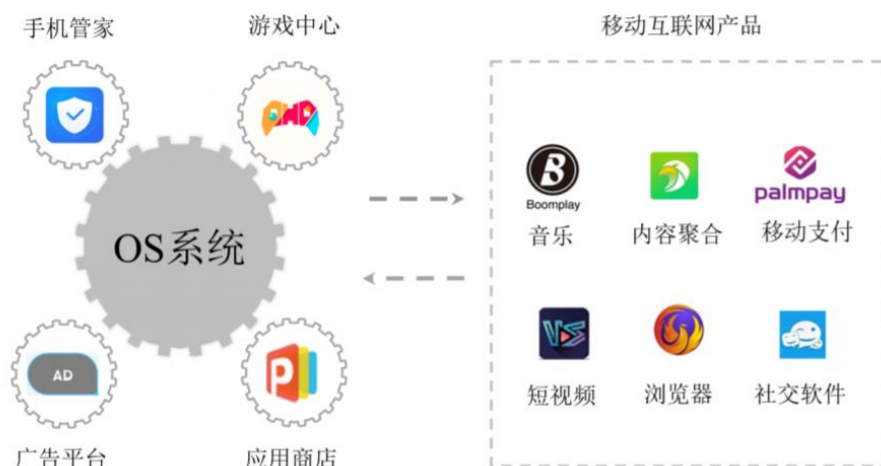 手机管家
游戏中心
移动互联网产品
OS系统
AD
P
广告平台
应用商店
B
Boomplay
音乐
内容聚合
palmpay
移动支付
VS
短视频
浏览器
社交软件